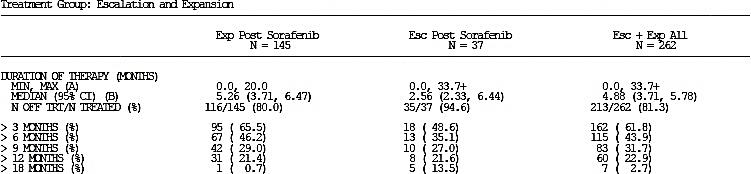 Treatment Group: Escalation and Expansion
Exp Post Sorafenib Esc Post Sorafenib Esc + Exp All
N = 145 N = 37 N = 262
DURATION OF THERAPY (MONTHS)
MIN, MAX (A) 0.0, 20.0 0.0, 33.7+ 0.0, 33.7+
MEDIAN (95% CI) (B) 5.26 (3.71, 6.47) 2.56 (2.33, 6.44) 4.88 (3.71, 5.78)
N OFF TRT/N TREATED (%) 116/145 (80.0) 35/37 (94.6) 213/262 (81.3)
> 3 MONTHS (%) 95 ( 65.5) 18 ( 48.6) 162 ( 61.8)
> 6 MONTHS (%) 67 ( 46.2) 13 ( 35.1) 115 ( 43.9)
> 9 MONTHS (%) 42 ( 29.0) 10 ( 27.0) 83 ( 31.7)
> 12 MONTHS (%) 31 ( 21.4) 8 ( 21.6) 60 ( 22.9)
> 18 MONTHS (%) 1 ( 0.7) 5 ( 13.5) 7 ( 2.7)